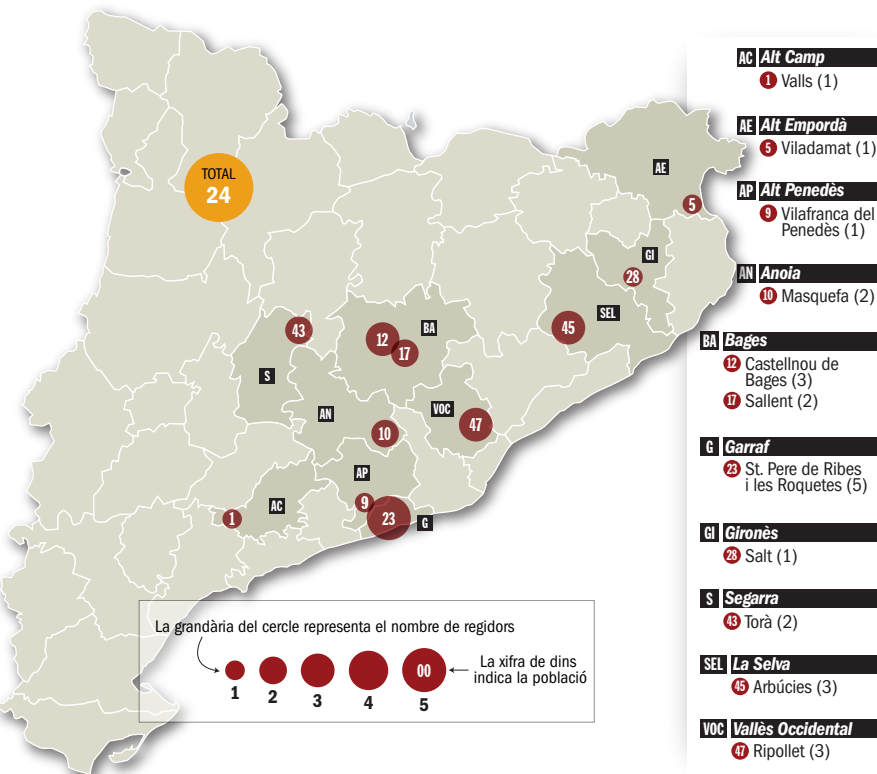 TOTAL
24
AE
5
GI
28
SEL
45
43
BA
12
17
S
AN
10
VOC
47
AP
9
AC
1
23
G
La grandària del cercle representa el nombre de regidors
00
La xifra de dins
indica la població
1 2 3 4 5
AC Alt Camp
1 Valls (1)
AE Alt Empordà
5 Viladamat (1)
AP Alt Penedès
9 Vilafranca del
Penedès (1)
AN Anoia
10 Masquefa (2)
BA Bages
12 Castellnou de
Bages (3)
17 Sallent (2)
G Garraf
23 St. Pere de Ribes
i les Roquetes (5)
GI Gironès
28 Salt (1)
S Segarra
43 Torà (2)
SEL La Selva
45 Arbúcies (3)
VOC Vallès Occidental
47 Ripollet (3)